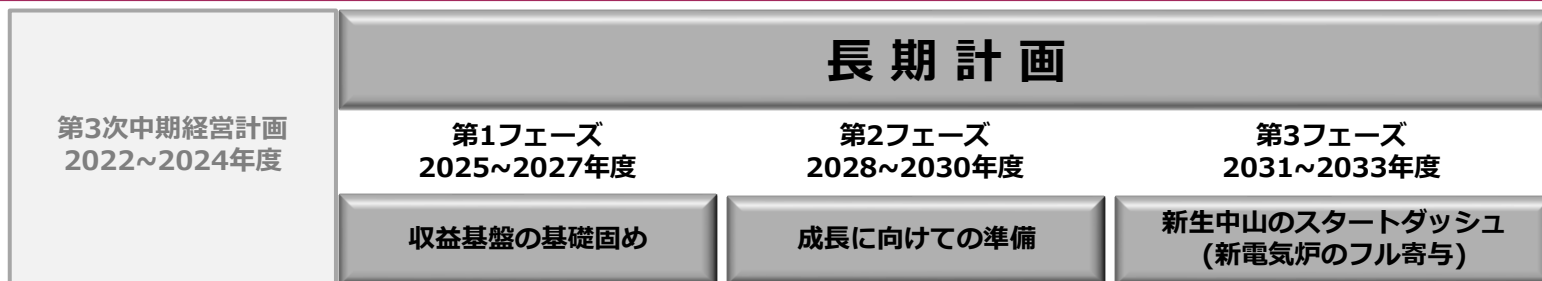 第3次中期経営計画
2022~2024年度
長期計画
第1フェーズ
2025~2027年度
収益基盤の基礎固め
第2フェーズ
2028~2030年度
成長に向けての準備
第3フェーズ
2031~2033年度
新生中山のスタートダッシュ
(新電気炉のフル寄与)